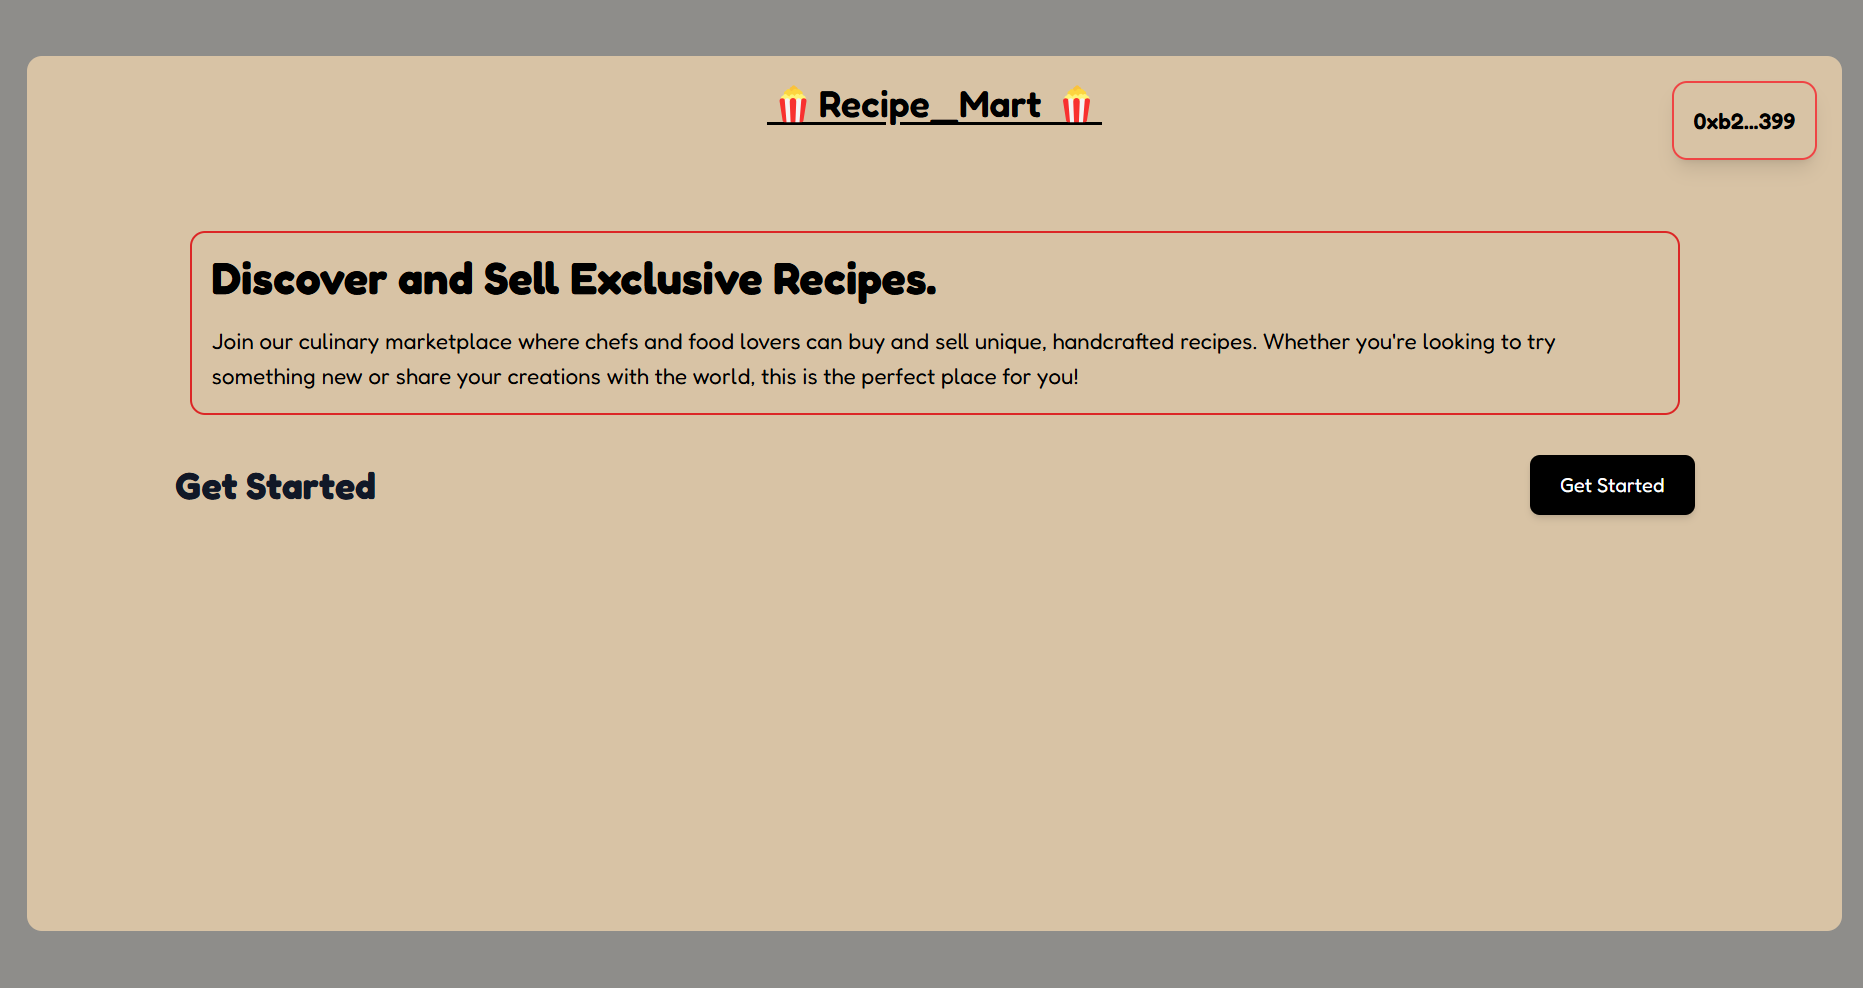 🍿 Recipe__Mart 🍿
0xb2...399
Discover and Sell Exclusive Recipes.
Join our culinary marketplace where chefs and food lovers can buy and sell unique, handcrafted recipes. Whether you're looking to try
something new or share your creations with the world, this is the perfect place for you!
Get Started
Get Started